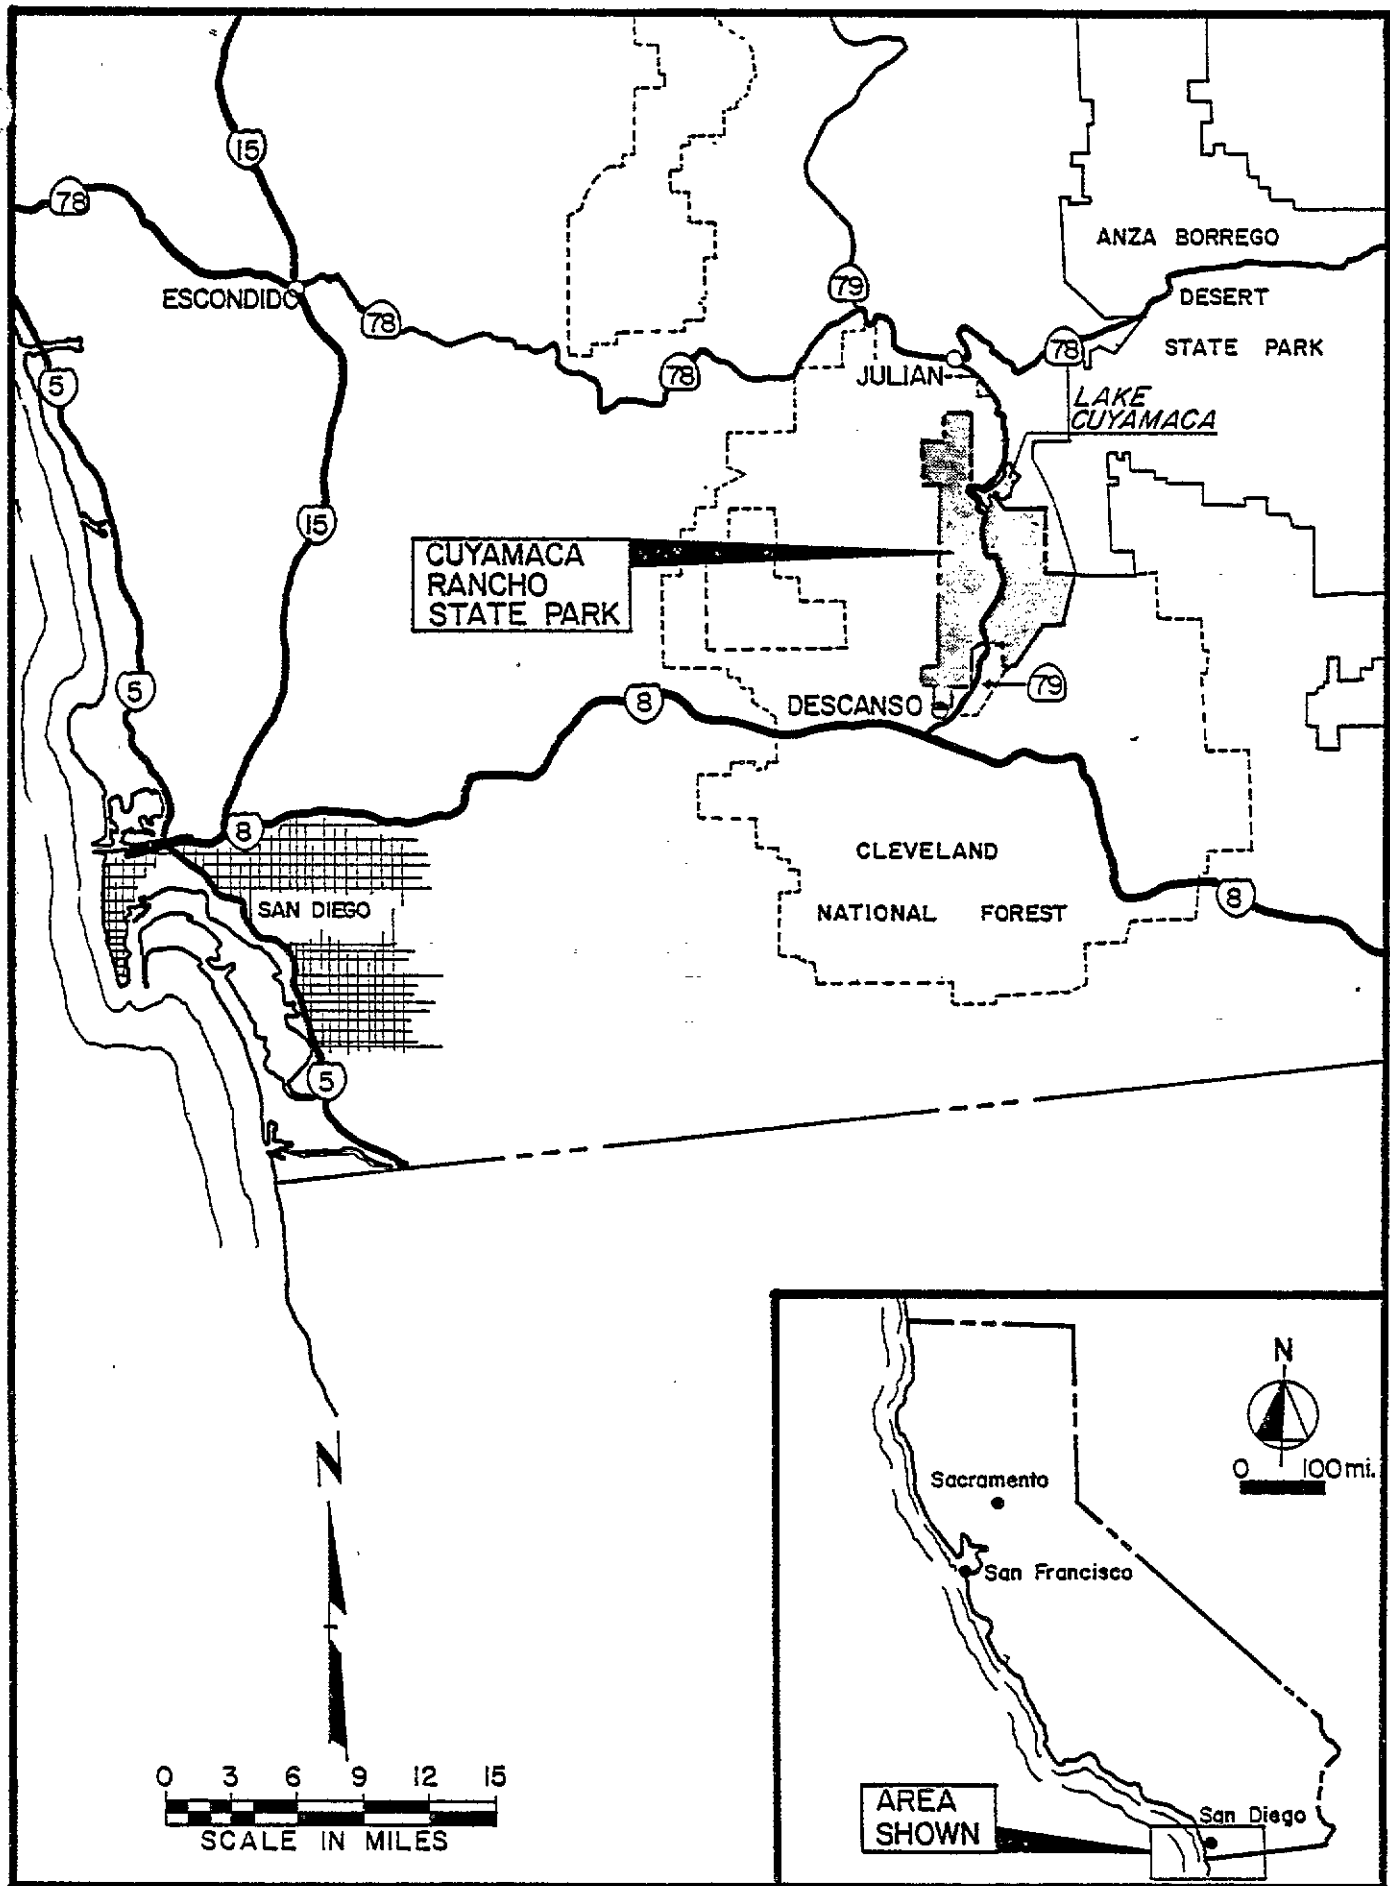 15
78
ANZA BORREGO
79
DESERT
ESCONDIDO
78
78
STATE PARK
78
5
JULIAN
LAKE
CUYAMACA
15
CUYAMACA
RANCHO
STATE PARK
5
8
79
DESCANSO
8
CLEVELAND
8
SAN DIEGO
NATIONAL FOREST
5
N
N
0 100mi.
Sacramento
San Francisco
0 3 6 9 12 15
SCALE IN MILES
AREA
SHOWN
San Diego